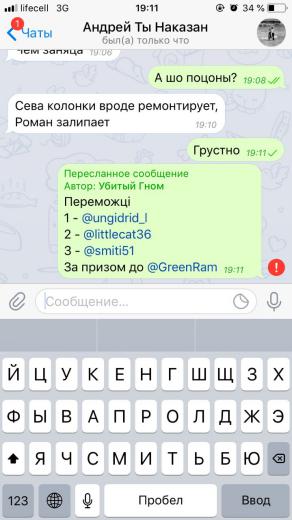 lifecell 3G 19:11 34 %
1
Чаты
Андрей Ты Наказан
был(а) только что
Чем заняца 19:06
А шо поцоны? 19:08
Сева колонки вроде ремонтирует,
Роман залипает 19:10
Грустно 19:11
Пересланное сообщение
Автор: Убитый Гном
Переможці
1 - @ungidrid_l
2 - @littlecat36
3 - @smiti51
За призом до @GreenRam 19:11
Сообщение...
Й Ц У К Е Н Г Ш Щ З Х
Ф Ы В А П Р О Л Д Ж Э
Я Ч С М И Т Ь Б Ю
123 Пробел Ввод